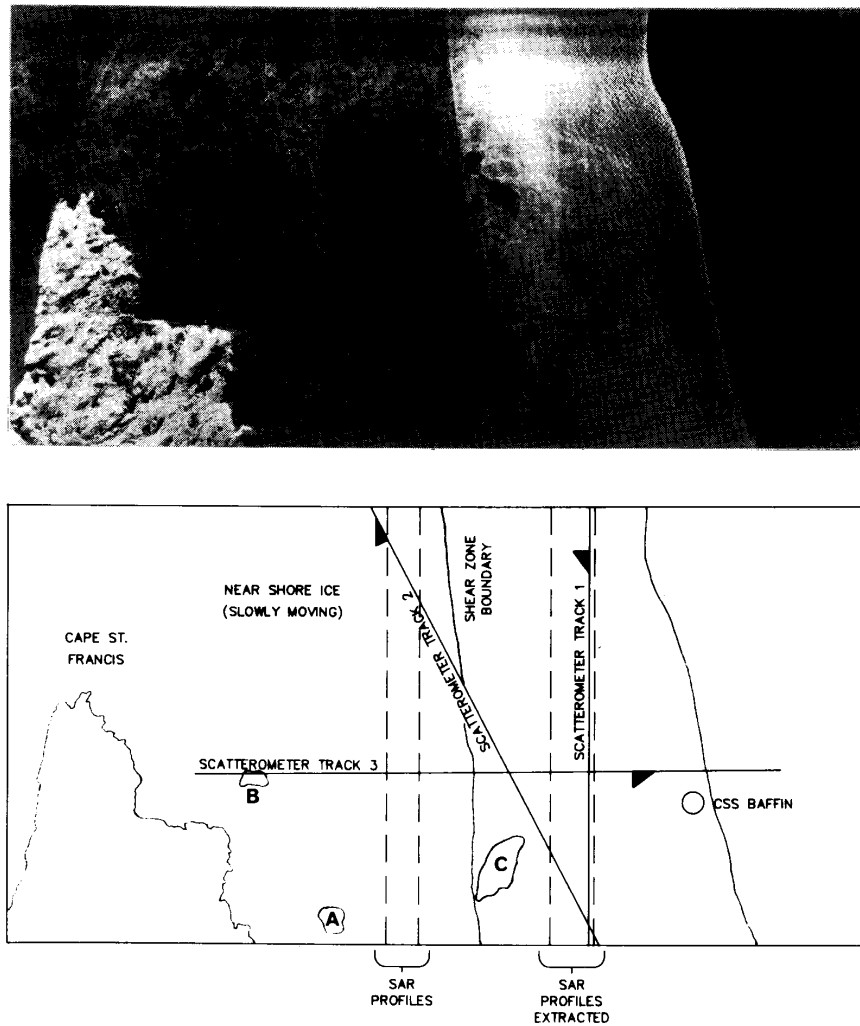 SHEAR ZONE
BOUNDARY
NEAR SHORE ICE
(SLOWLY MOVING)
CAPE ST.
FRANCIS
SCATTEROMETER TRACK 2
SCATTEROMETER TRACK 1
SCATTEROMETER TRACK 3
B
CSS BAFFIN
C
A
SAR
PROFILES
SAR
PROFILES
EXTRACTED